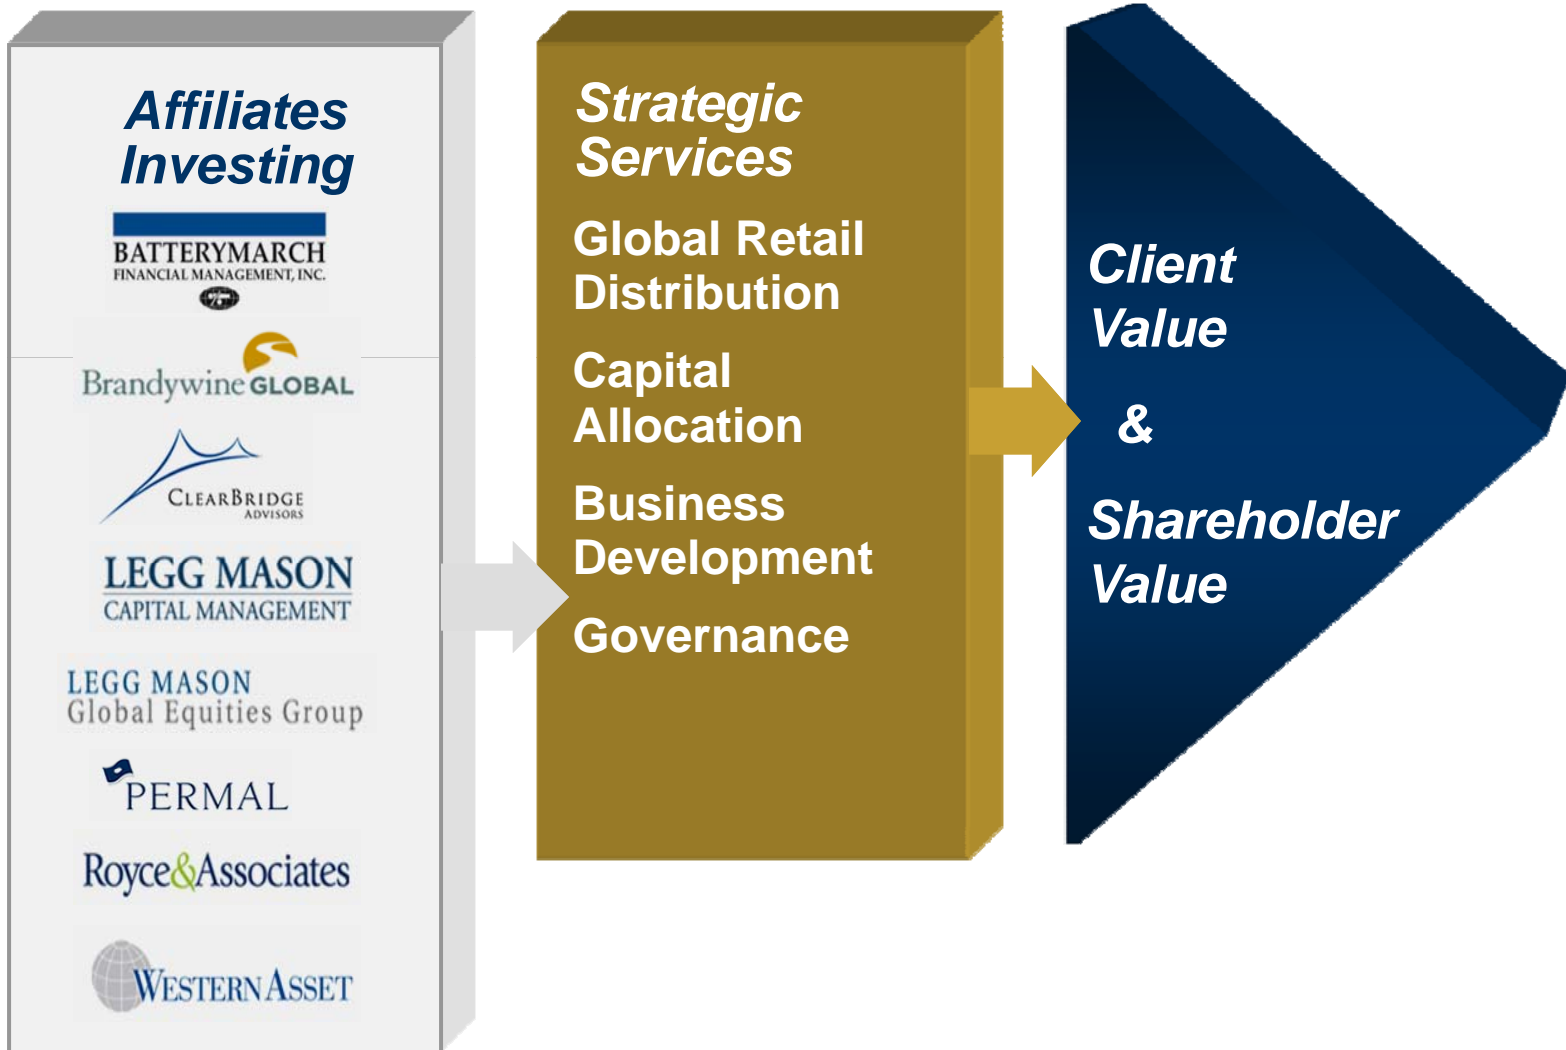 Affiliates
Investing
BATTERYMARCH
FINANCIAL MANAGEMENT, INC.
Brandywine GLOBAL
CLEARBRIDGE
ADVISORS
LEGG MASON
CAPITAL MANAGEMENT
LEGG MASON
Global Equities Group
PERMAL
Royce&Associates
WESTERN ASSET
Strategic
Services
Global Retail
Distribution
Capital
Allocation
Business
Development
Governance
Client
Value
&
Shareholder
Value